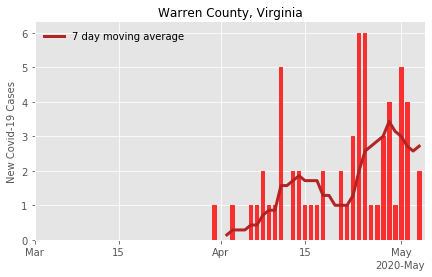 Warren County, Virginia
7 day moving average
New Covid-19 Cases
6
5
4
3
2
1
0
Mar
15
Apr
15
May
2020-May